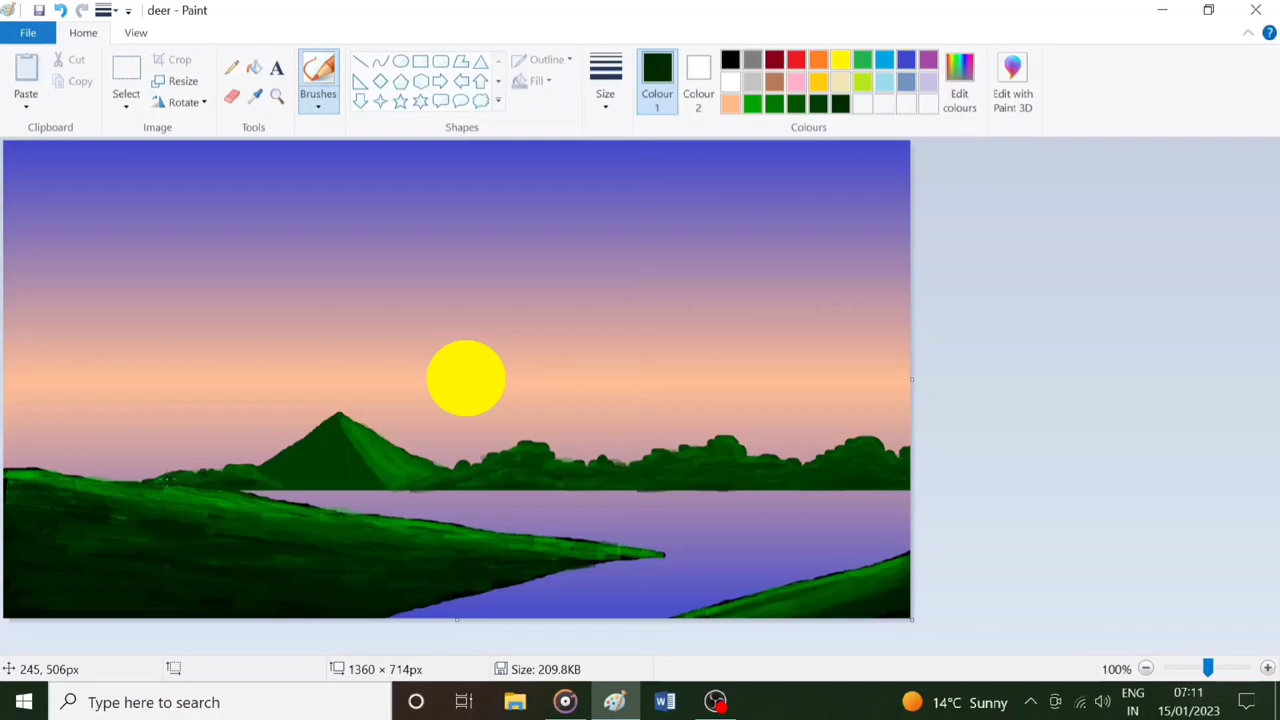 deer - Paint
File
Home
View
Paste
Cut
Copy
Clipboard
Select
Crop
Resize
Rotate
Image
Tools
A
Brushes
Outline
Fill
Shapes
Size
Colour
1
Colour
2
Edit
colours
Edit with
Paint 3D
Colours
245, 506px
1360 × 714px
Size: 209.8KB
100%
Type here to search
14°C Sunny
ENG
IN
07:11
15/01/2023